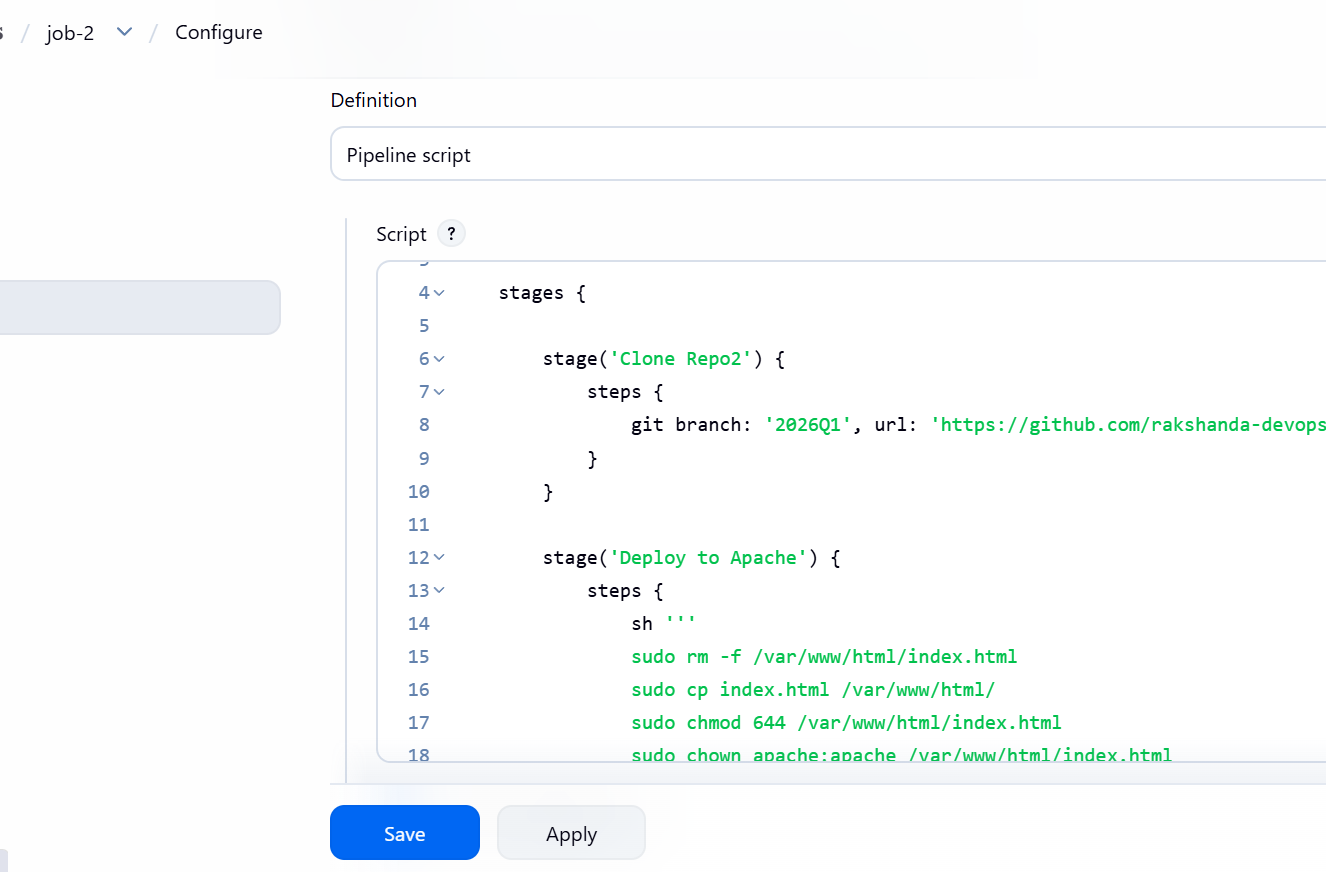 / job-2 / Configure
Definition
Pipeline script
Script ?
4 stages {
5
6 stage('Clone Repo2') {
7 steps {
8 git branch: '2026Q1', url: 'https://github.com/rakshanda-devops
9 }
10 }
11
12 stage('Deploy to Apache') {
13 steps {
14 sh '''
15 sudo rm -f /var/www/html/index.html
16 sudo cp index.html /var/www/html/
17 sudo chmod 644 /var/www/html/index.html
18 sudo chown apache:apache /var/www/html/index.html
Save Apply